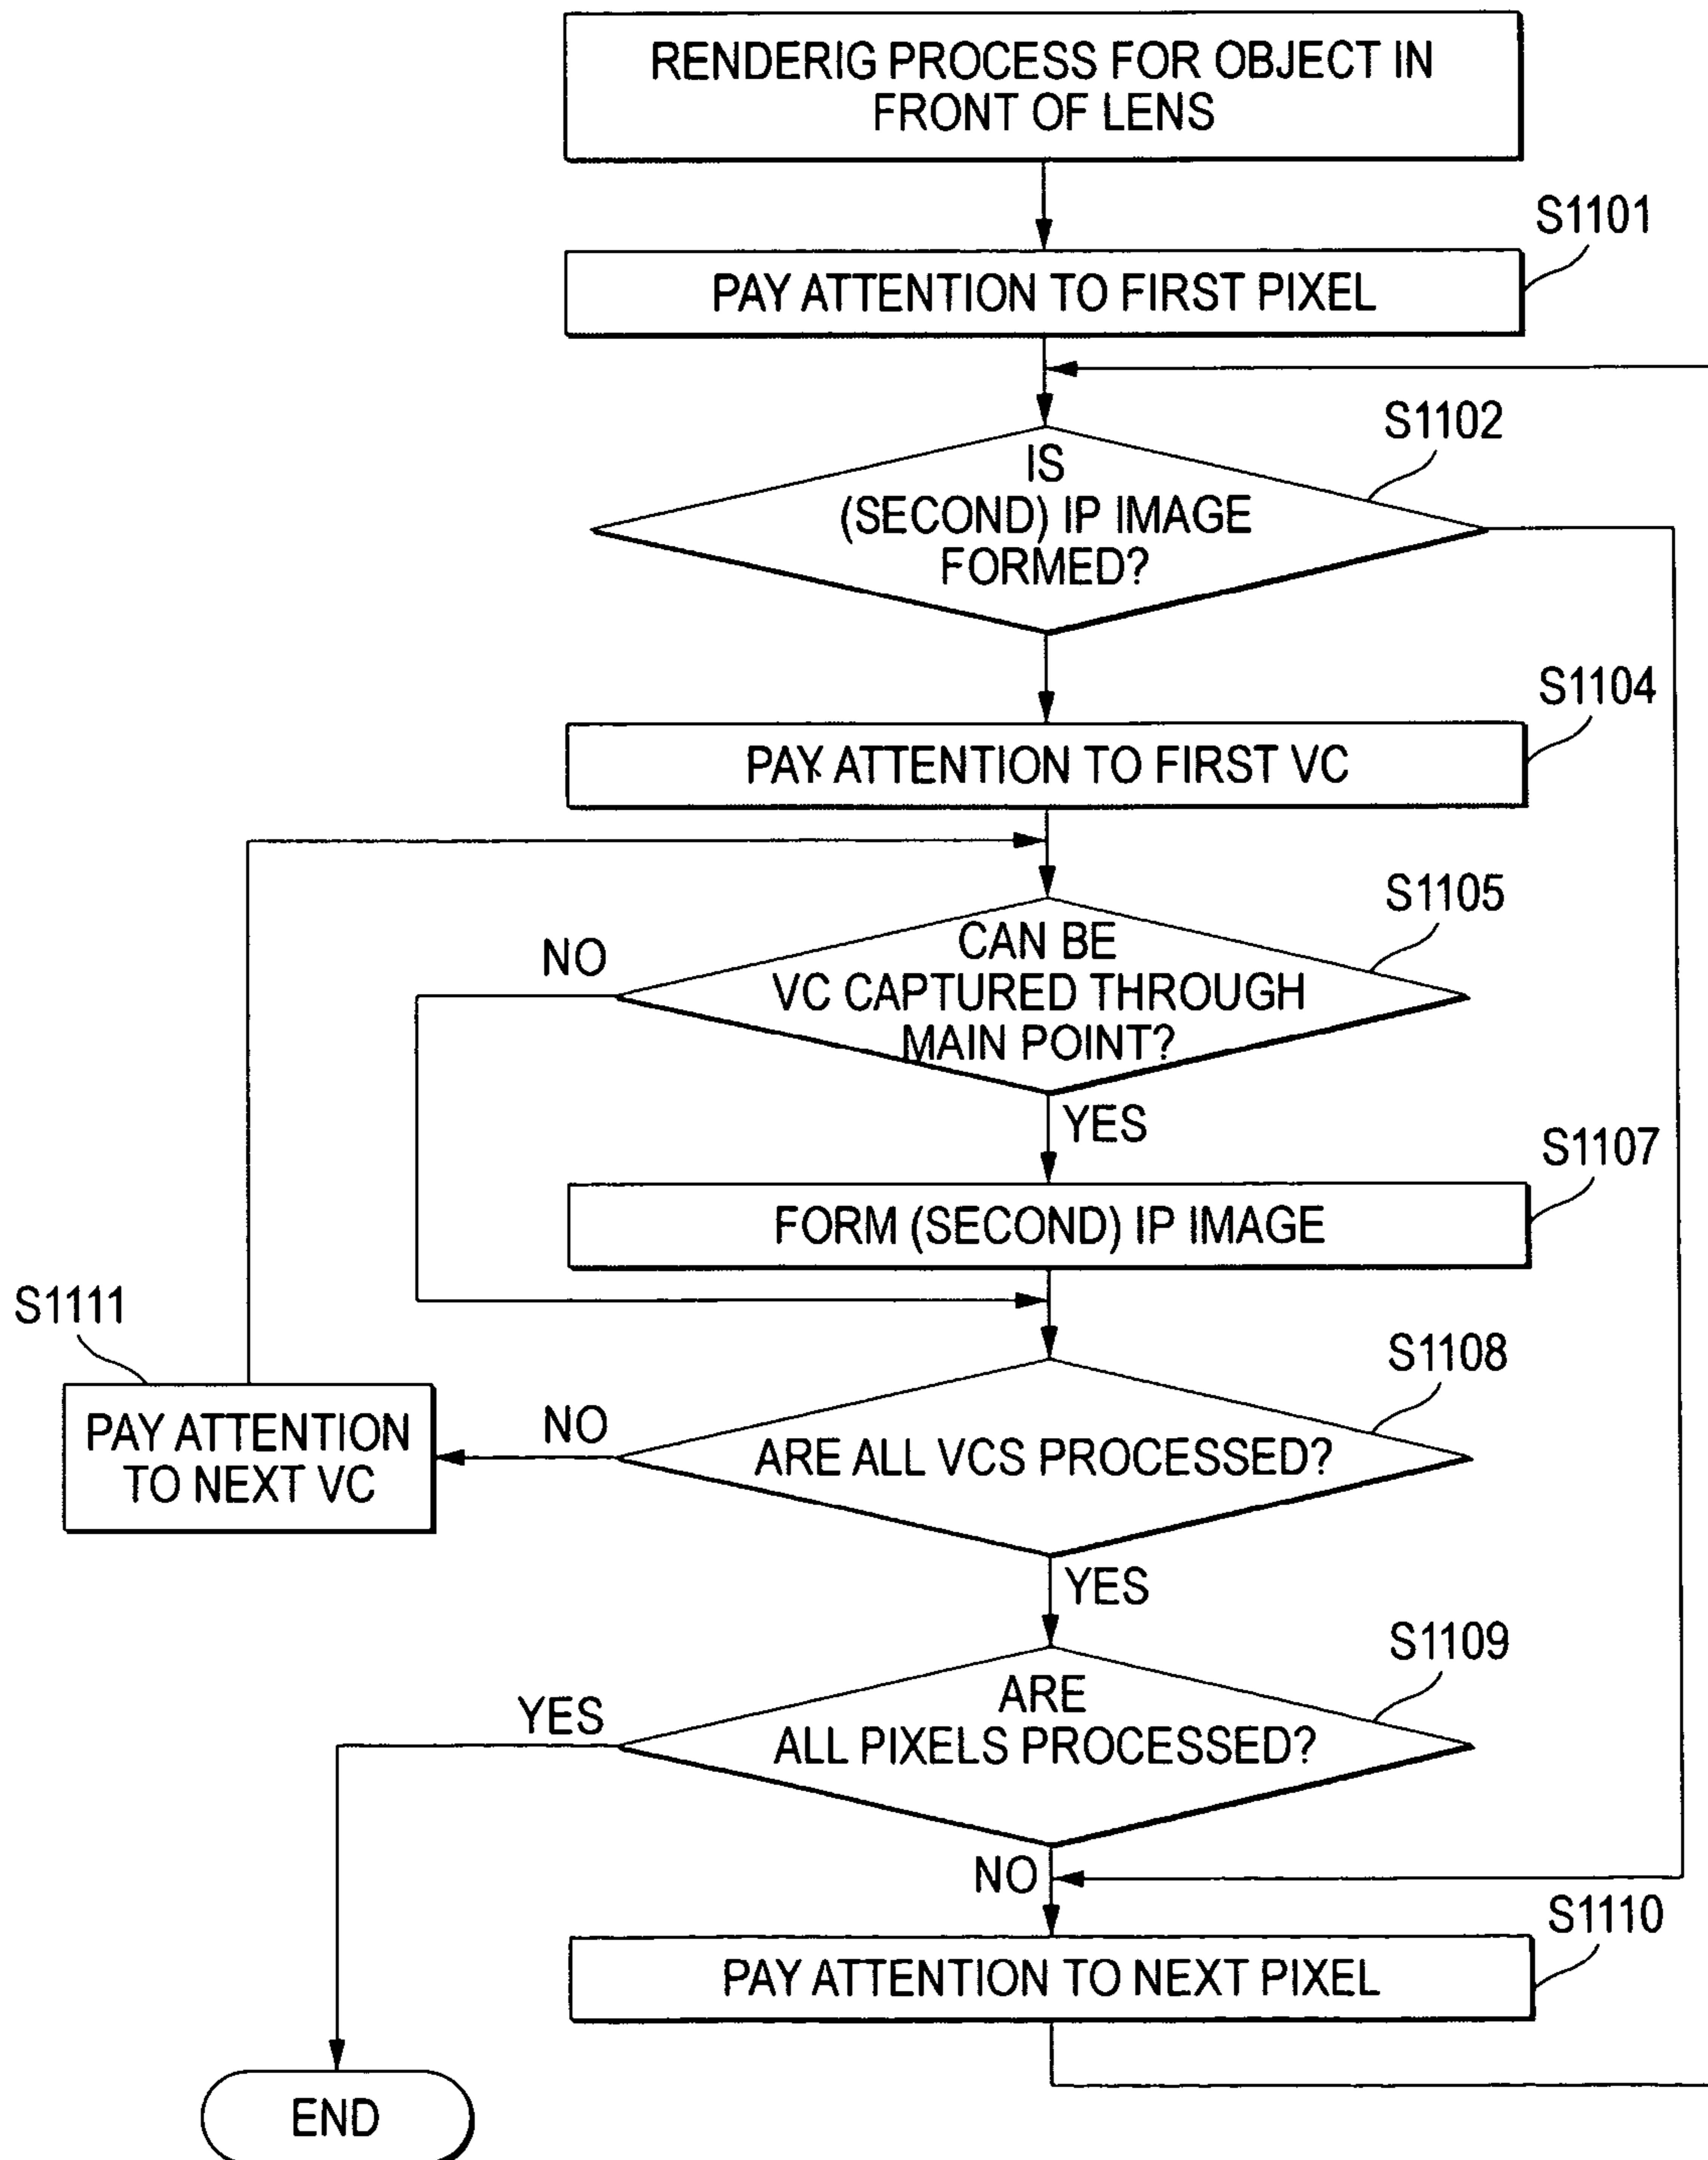 RENDERIG PROCESS FOR OBJECT IN
FRONT OF LENS
S1101
PAY ATTENTION TO FIRST PIXEL
S1102
IS
(SECOND) IP IMAGE
FORMED?
S1104
PAY ATTENTION TO FIRST VC
S1105
NO
CAN BE
VC CAPTURED THROUGH
MAIN POINT?
YES
S1107
FORM (SECOND) IP IMAGE
S1111
PAY ATTENTION
TO NEXT VC
NO
S1108
ARE ALL VCS PROCESSED?
YES
S1109
YES
ARE
ALL PIXELS PROCESSED?
NO
S1110
PAY ATTENTION TO NEXT PIXEL
END